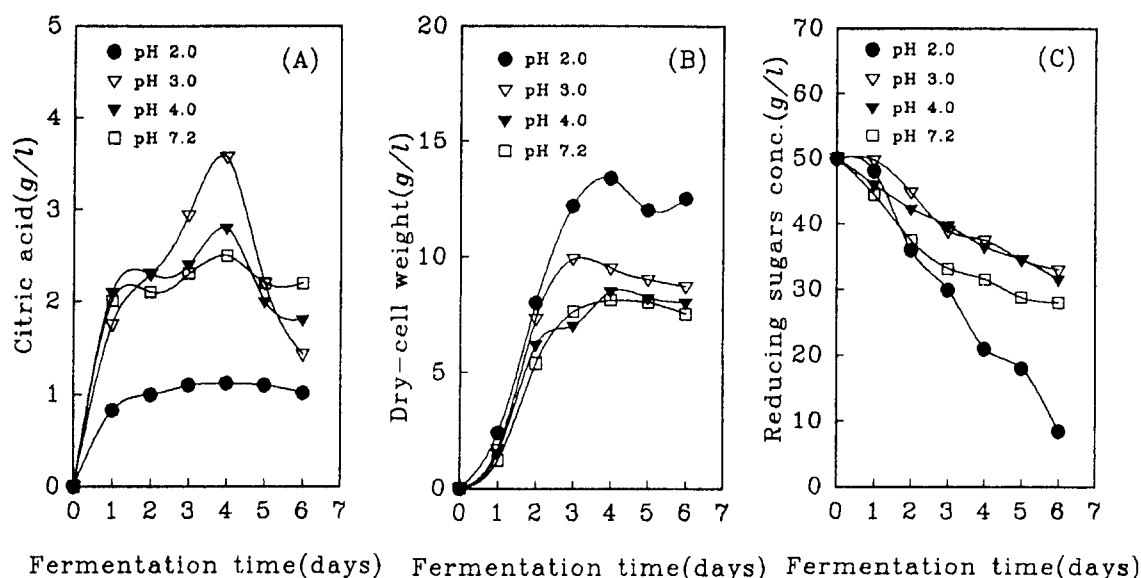 (A)
pH 2.0
pH 3.0
pH 4.0
pH 7.2
Citric acid(g/l)
5
4
3
2
1
0
0 1 2 3 4 5 6 7
Fermentation time(days)
(B)
pH 2.0
pH 3.0
pH 4.0
pH 7.2
Dry-cell weight(g/l)
20
15
10
5
0
0 1 2 3 4 5 6 7
Fermentation time(days)
(C)
pH 2.0
pH 3.0
pH 4.0
pH 7.2
Reducing sugars conc.(g/l)
70
60
50
40
30
20
10
0
0 1 2 3 4 5 6 7
Fermentation time(days)